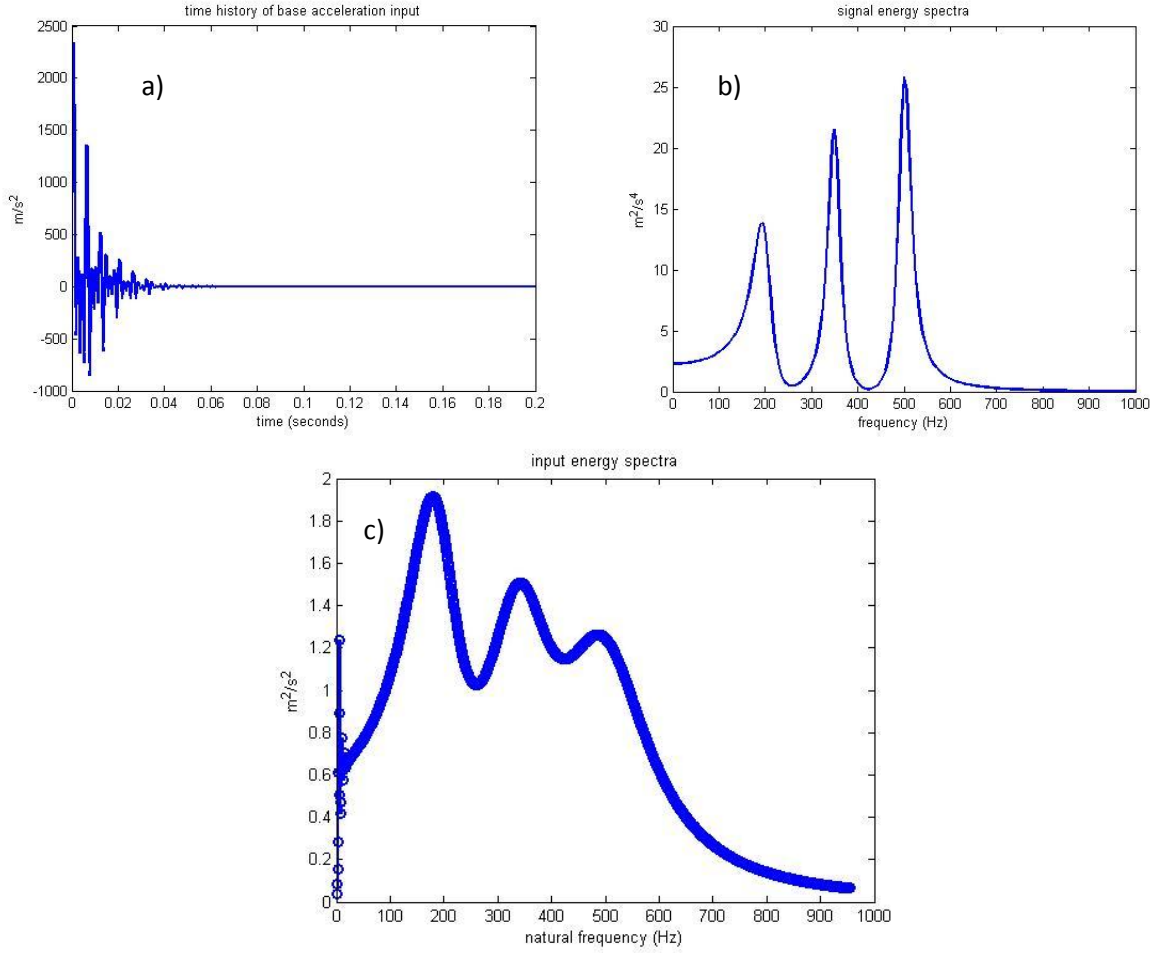 time history of base acceleration input
2500
2000
1500
1000
500
0
-500
-1000
m/s²
a)
0 0.02 0.04 0.06 0.08 0.1 0.12 0.14 0.16 0.18 0.2
time (seconds)
signal energy spectra
30
25
20
15
10
5
0
m²/s⁴
b)
0 100 200 300 400 500 600 700 800 900 1000
frequency (Hz)
input energy spectra
2
1.8
1.6
1.4
1.2
1
0.8
0.6
0.4
0.2
0
m²/s²
c)
0 100 200 300 400 500 600 700 800 900 1000
natural frequency (Hz)